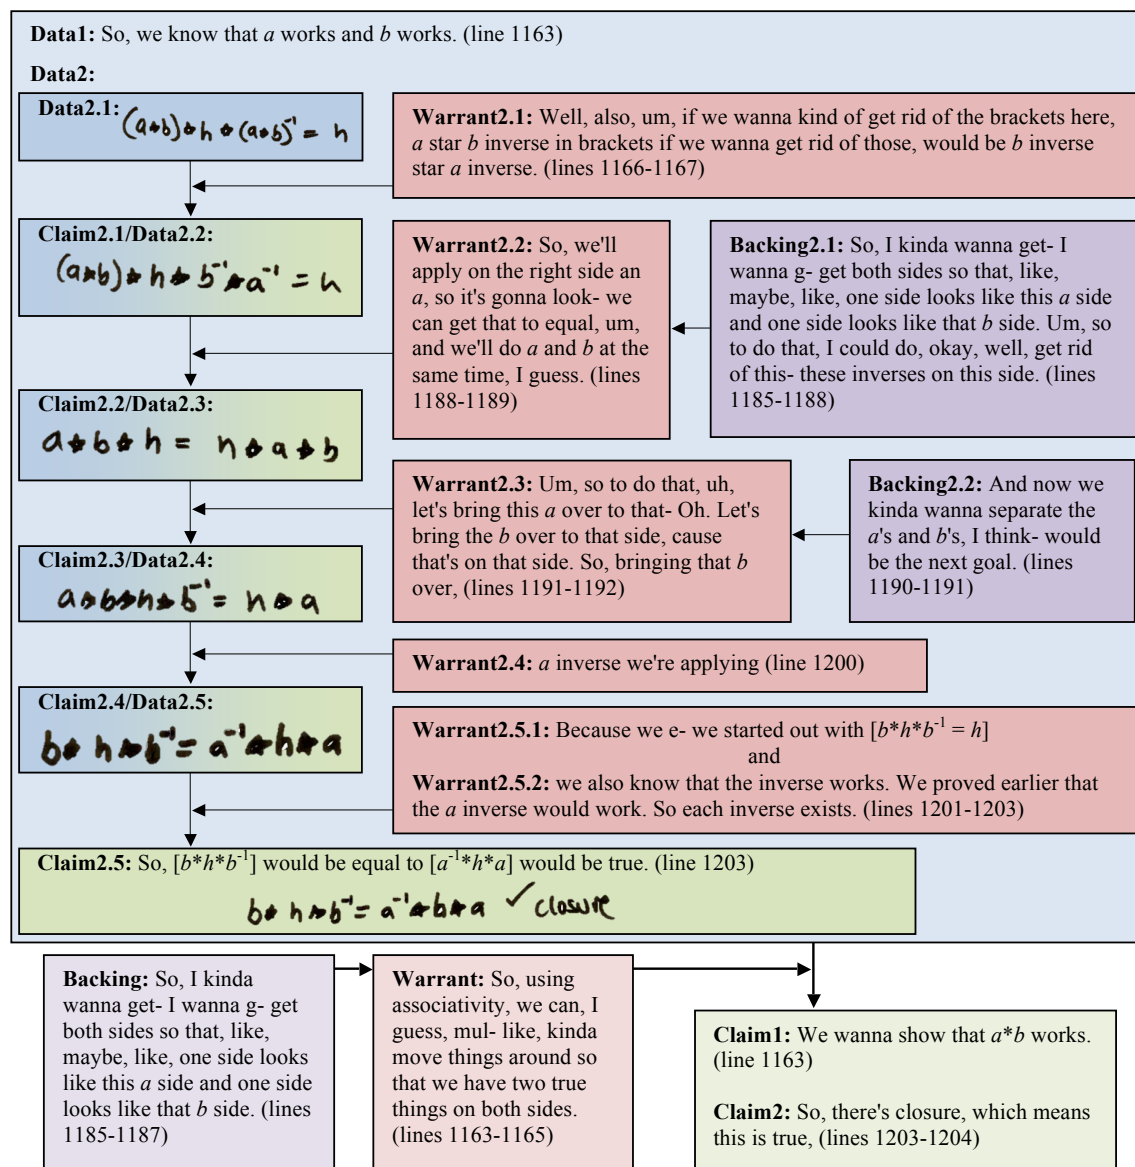 Data1: So, we know that a works and b works. (line 1163)
Data2:
Data2.1:
(a*b)*h*(a*b)⁻¹ = h
Warrant2.1: Well, also, um, if we wanna kind of get rid of the brackets here,
a star b inverse in brackets if we wanna get rid of those, would be b inverse
star a inverse. (lines 1166-1167)
Claim2.1/Data2.2:
(a*b)*h*b⁻¹*a⁻¹ = h
Warrant2.2: So, we'll
apply on the right side an
a, so it's gonna look- we
can get that to equal, um,
and we'll do a and b at the
same time, I guess. (lines
1188-1189)
Backing2.1: So, I kinda wanna get- I
wanna g- get both sides so that, like,
maybe, like, one side looks like this a side
and one side looks like that b side. Um, so
to do that, I could do, okay, well, get rid
of this- these inverses on this side. (lines
1185-1188)
Claim2.2/Data2.3:
a*b*h = h*a*b
Warrant2.3: Um, so to do that, uh,
let's bring this a over to that- Oh. Let's
bring the b over to that side, cause
that's on that side. So, bringing that b
over, (lines 1191-1192)
Backing2.2: And now we
kinda wanna separate the
a's and b's, I think- would
be the next goal. (lines
1190-1191)
Claim2.3/Data2.4:
a*b*h*b⁻¹ = h*a
Warrant2.4: a inverse we're applying (line 1200)
Claim2.4/Data2.5:
b*h*b⁻¹ = a⁻¹*h*a
Warrant2.5.1: Because we e- we started out with [b*h*b⁻¹ = h]
and
Warrant2.5.2: we also know that the inverse works. We proved earlier that
the a inverse would work. So each inverse exists. (lines 1201-1203)
Claim2.5: So, [b*h*b⁻¹] would be equal to [a⁻¹*h*a] would be true. (line 1203)
b*h*b⁻¹ = a⁻¹*b*a ✓ closure
Backing: So, I kinda
wanna get- I wanna g- get
both sides so that, like,
maybe, like, one side looks
like this a side and one side
looks like that b side. (lines
1185-1187)
Warrant: So, using
associativity, we can, I
guess, mul- like, kinda
move things around so
that we have two true
things on both sides.
(lines 1163-1165)
Claim1: We wanna show that a*b works.
(line 1163)
Claim2: So, there's closure, which means
this is true, (lines 1203-1204)